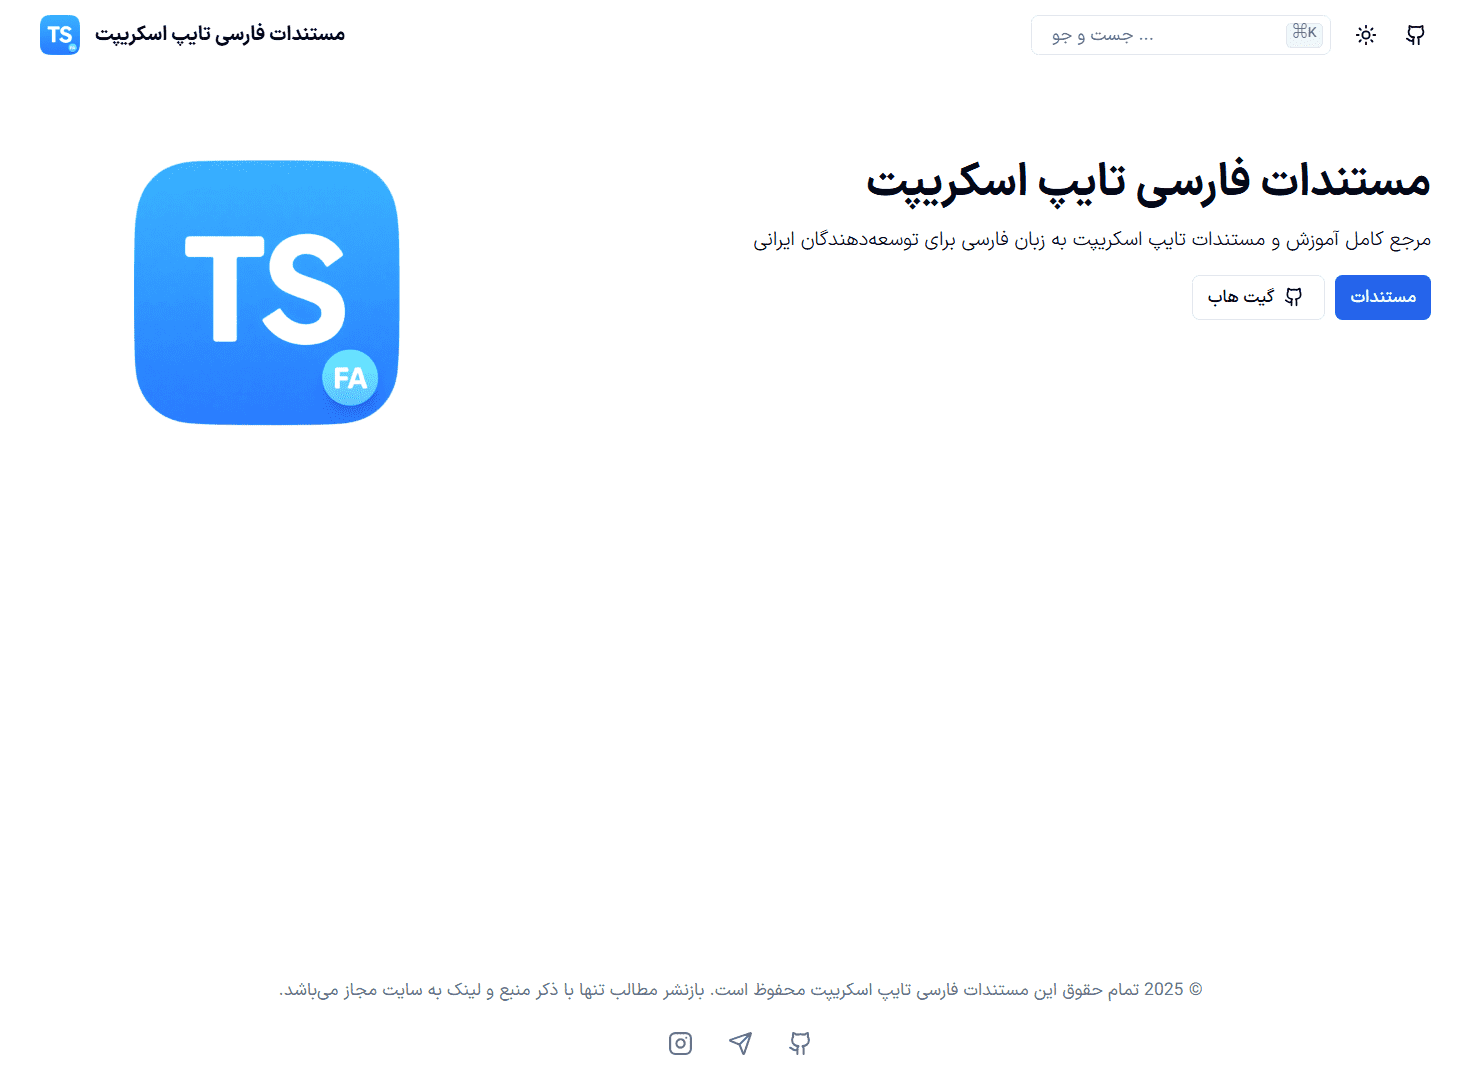 مستندات فارسی تایپ اسکریپت
TS
جست و جو ...
⌘K
مستندات فارسی تایپ اسکریپت
مرجع کامل آموزش و مستندات تایپ اسکریپت به زبان فارسی برای توسعه‌دهندگان ایرانی
مستندات
گیت هاب
TS
FA
© 2025 تمام حقوق این مستندات فارسی تایپ اسکریپت محفوظ است. بازنشر مطالب تنها با ذکر منبع و لینک به سایت مجاز می‌باشد.